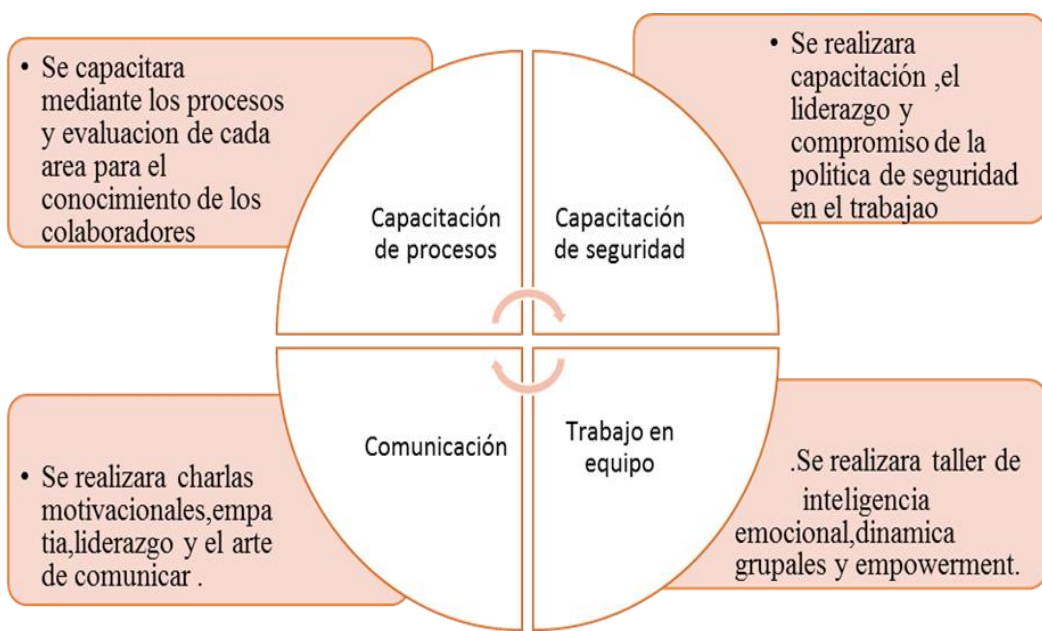 • Se capacitara
mediante los procesos
y evaluacion de cada
area para el
conocimiento de los
colaboradores
• Se realizara
capacitación ,el
liderazgo y
compromiso de la
politica de seguridad
en el trabajao
Capacitación
de procesos
Capacitación
de seguridad
Comunicación
Trabajo en
equipo
• Se realizara charlas
motivacionales,empa
tia,liderazgo y el arte
de comunicar .
.Se realizara taller de
inteligencia
emocional,dinamica
grupales y empowerment.